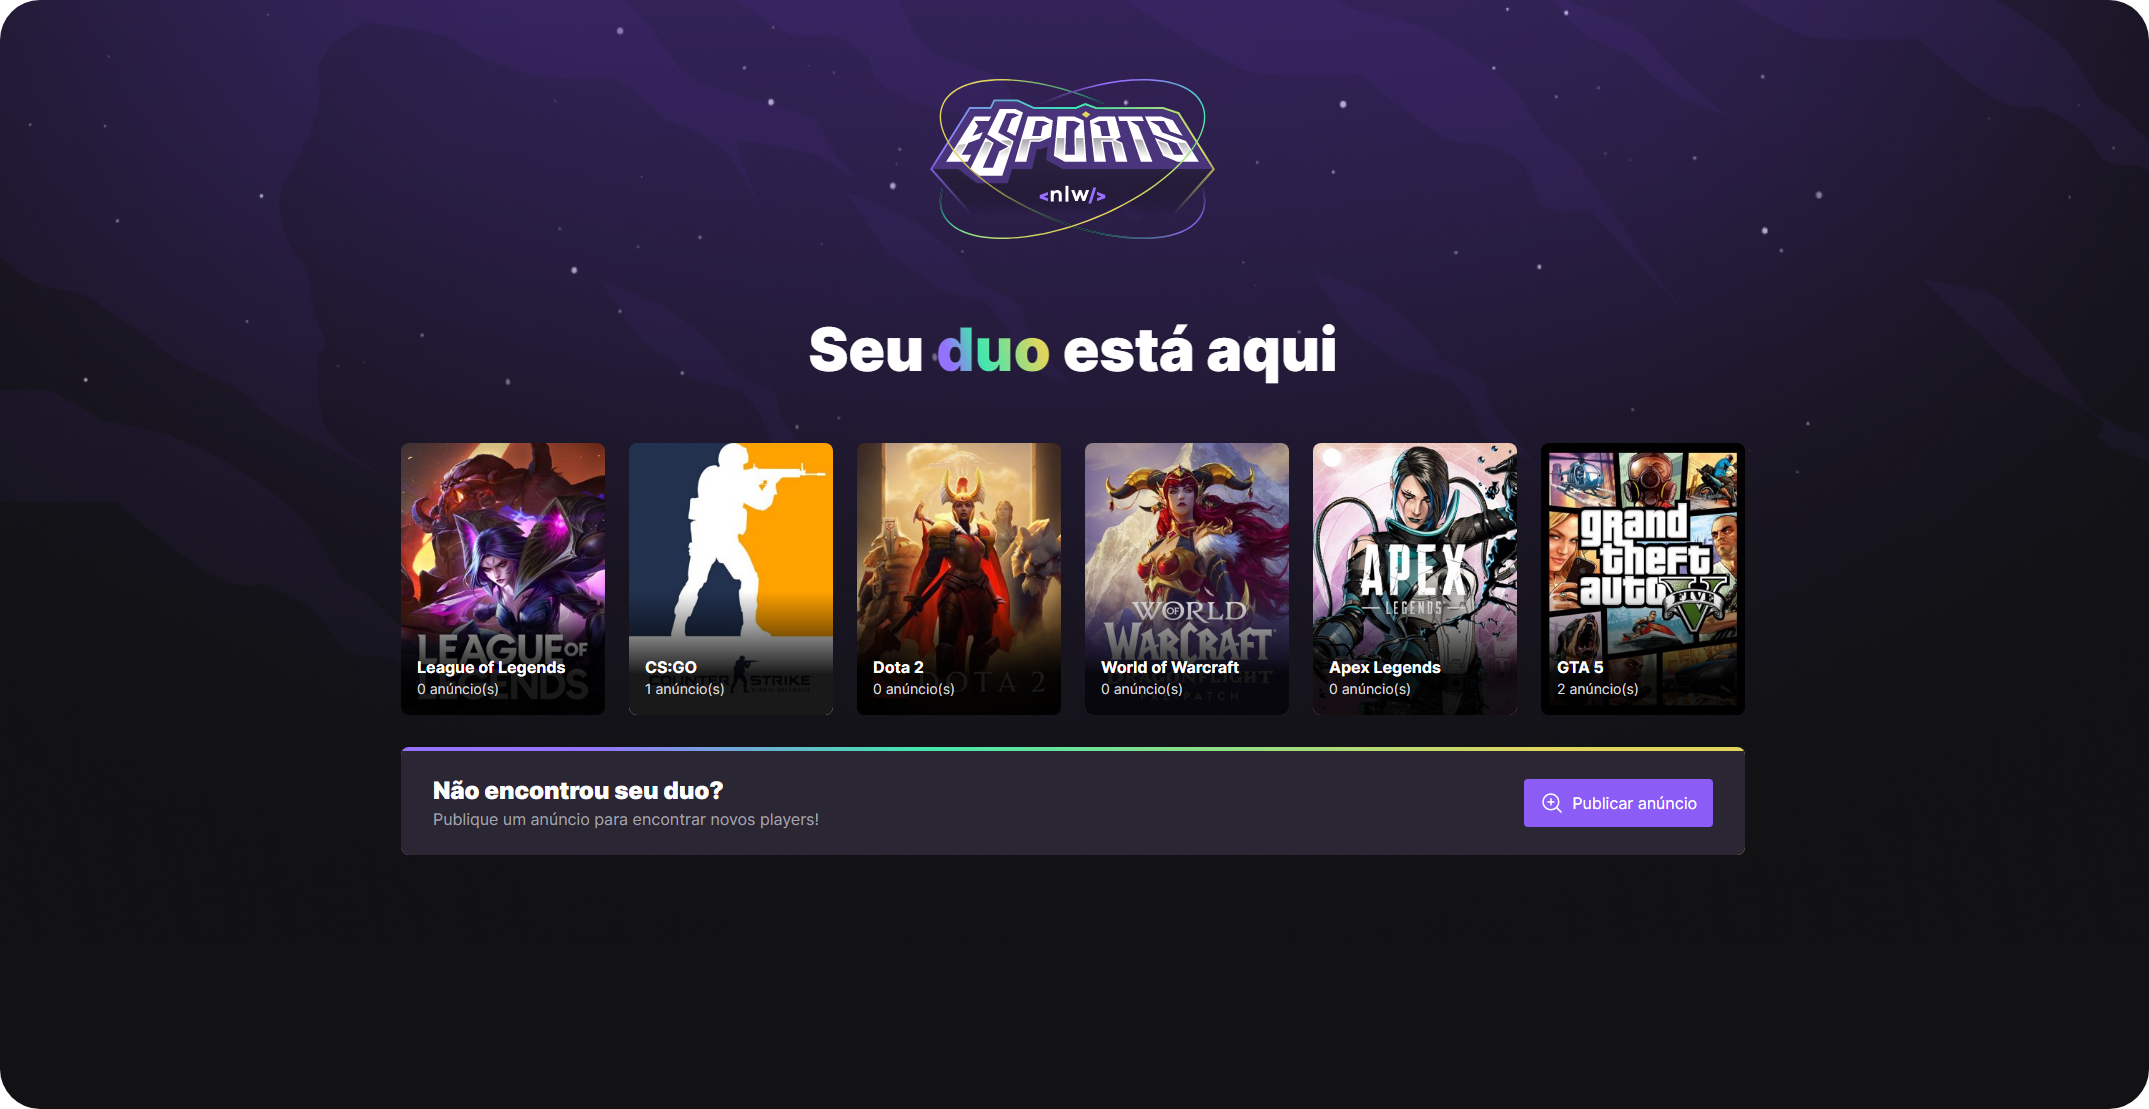 eSPORTS
<nlw/>
Seu duo está aqui
LEAGUE OF
LEGENDS
League of Legends
0 anúncio(s)
COUNTER STRIKE
CS:GO
1 anúncio(s)
DOTA 2
Dota 2
0 anúncio(s)
WORLD OF
WARCRAFT
DRAGONFLIGHT
PATCH
World of Warcraft
0 anúncio(s)
APEX
LEGENDS
Apex Legends
0 anúncio(s)
grand
theft
auto V
FIVE
GTA 5
2 anúncio(s)
Não encontrou seu duo?
Publique um anúncio para encontrar novos players!
Publicar anúncio